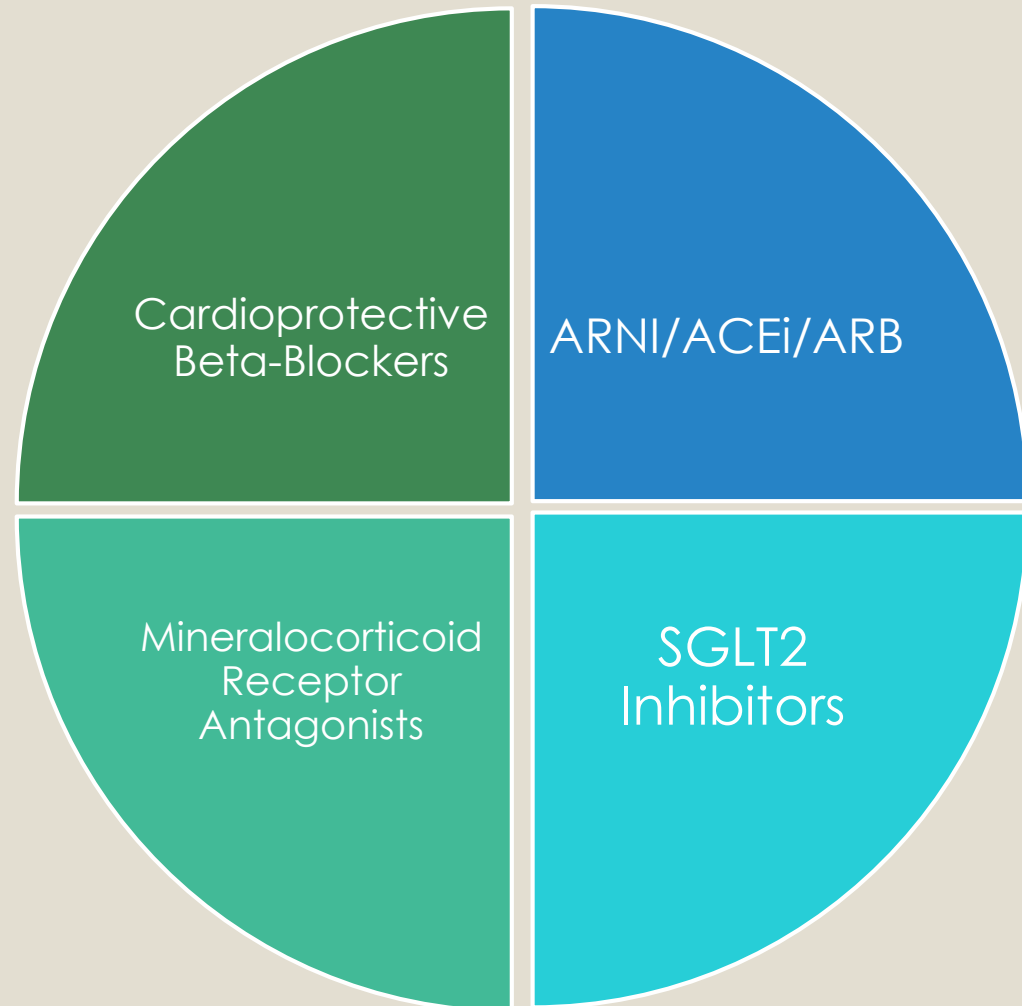 Cardioprotective
Beta-Blockers
ARNI/ACEi/ARB
Mineralocorticoid
Receptor
Antagonists
SGLT2
Inhibitors